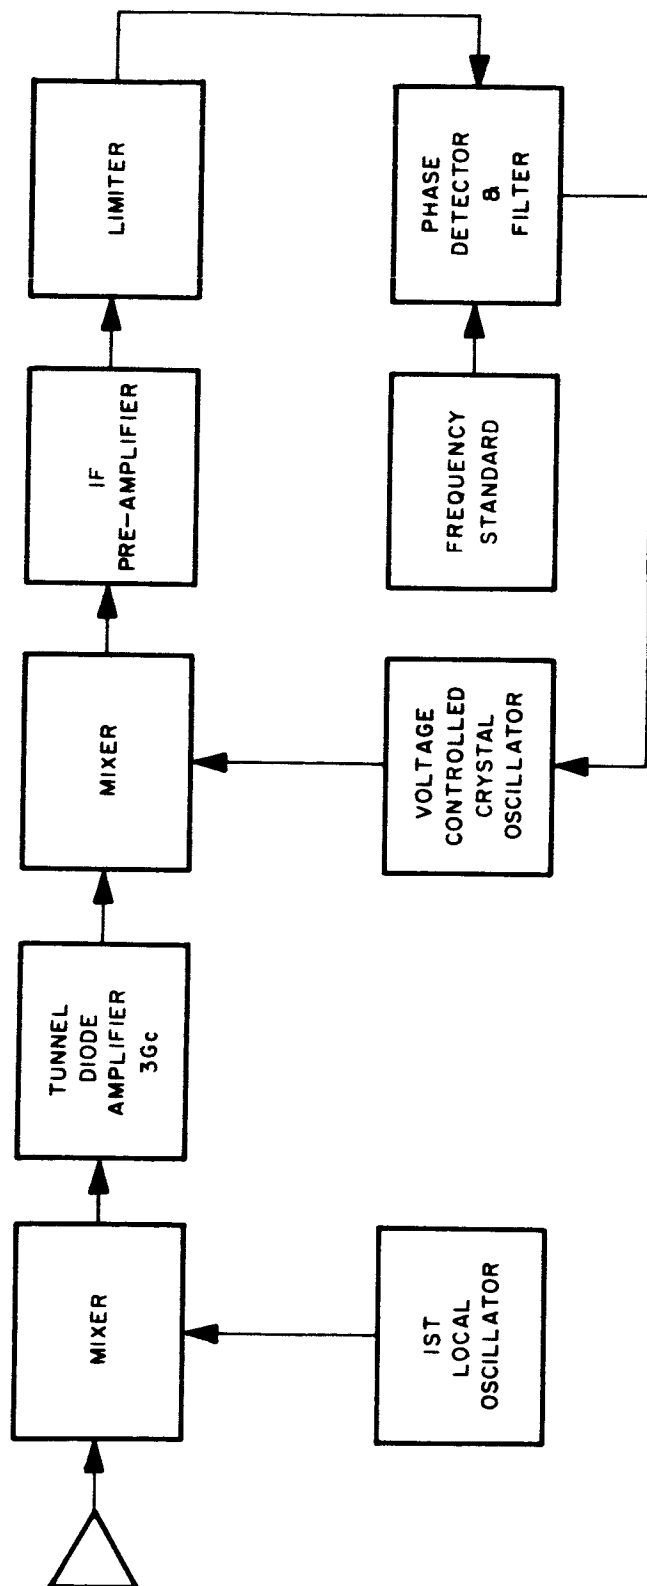 MIXER
TUNNEL
DIODE
AMPLIFIER
3Gc
MIXER
IF
PRE-AMPLIFIER
LIMITER
1ST
LOCAL
OSCILLATOR
VOLTAGE
CONTROLLED
CRYSTAL
OSCILLATOR
FREQUENCY
STANDARD
PHASE
DETECTOR
&
FILTER